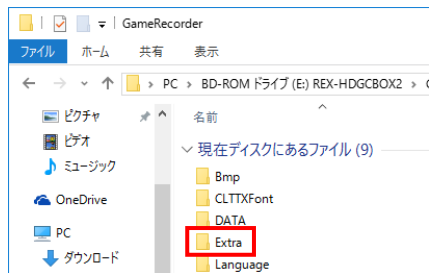 GameRecorder
ファイル ホーム 共有 表示
PC > BD-ROM ドライブ (E:) REX-HDGCBOX2 >
ピクチャ
ビデオ
ミュージック
OneDrive
PC
ダウンロード
名前
現在ディスクにあるファイル (9)
Bmp
CLTTXFont
DATA
Extra
Language